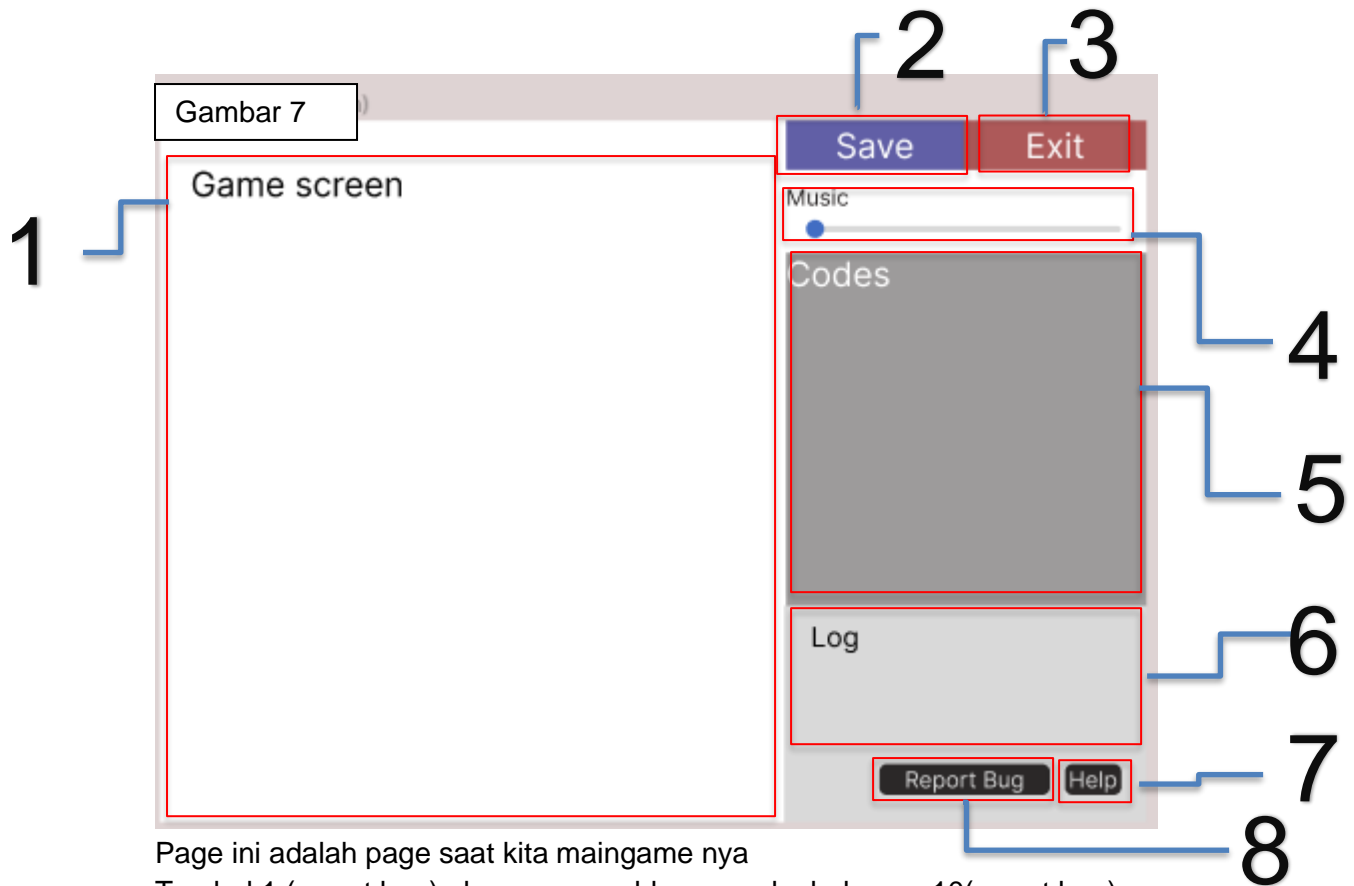 2
3
Gambar 7
Save
Exit
Game screen
Music
1
Codes
4
5
Log
6
7
Report Bug
Help
8
Page ini adalah page saat kita maingame nya